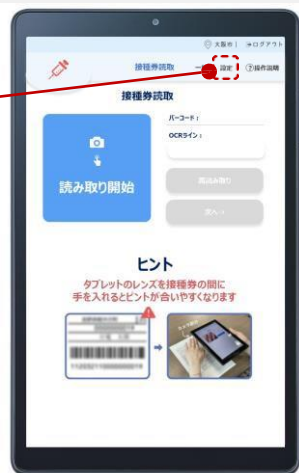 大阪市 | ログアウト
接種券読取 設定 ?操作説明
接種券読取
読み取り開始
バーコード：
OCRライン：
再読み取り
次へ→
ヒント
タブレットのレンズを接種券の間に
手を入れるとピントが合いやすくなります